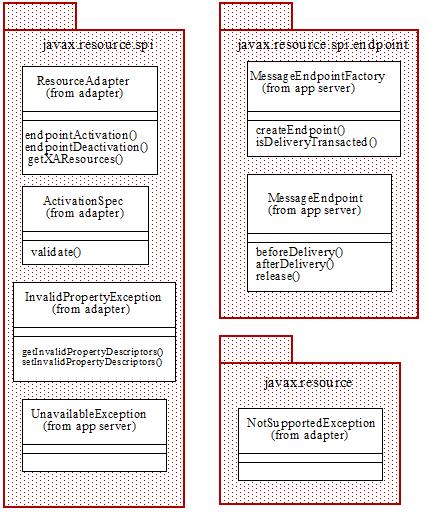 javax.resource.spi
ResourceAdapter
(from adapter)
endpointActivation()
endpointDeactivation()
getXAResources()
ActivationSpec
(from adapter)
validate()
InvalidPropertyException
(from adapter)
getInvalidPropertyDescriptors()
setInvalidPropertyDescriptors()
UnavailableException
(from app server)
javax.resource.spi.endpoint
MessageEndpointFactory
(from app server)
createEndpoint()
isDeliveryTransacted()
MessageEndpoint
(from app server)
beforeDelivery()
afterDelivery()
release()
javax.resource
NotSupportedException
(from adapter)